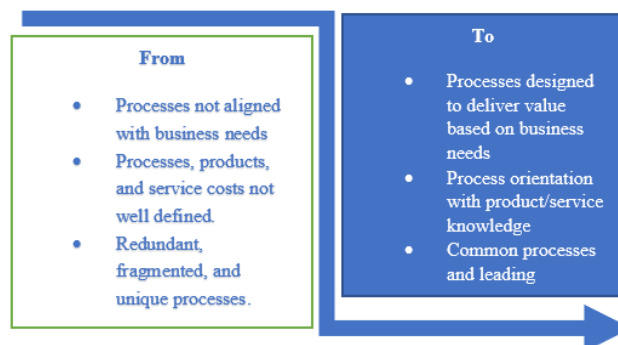 From
• Processes not aligned
with business needs
• Processes, products,
and service costs not
well defined.
• Redundant,
fragmented, and
unique processes.
To
• Processes designed
to deliver value
based on business
needs
• Process orientation
with product/service
knowledge
• Common processes
and leading